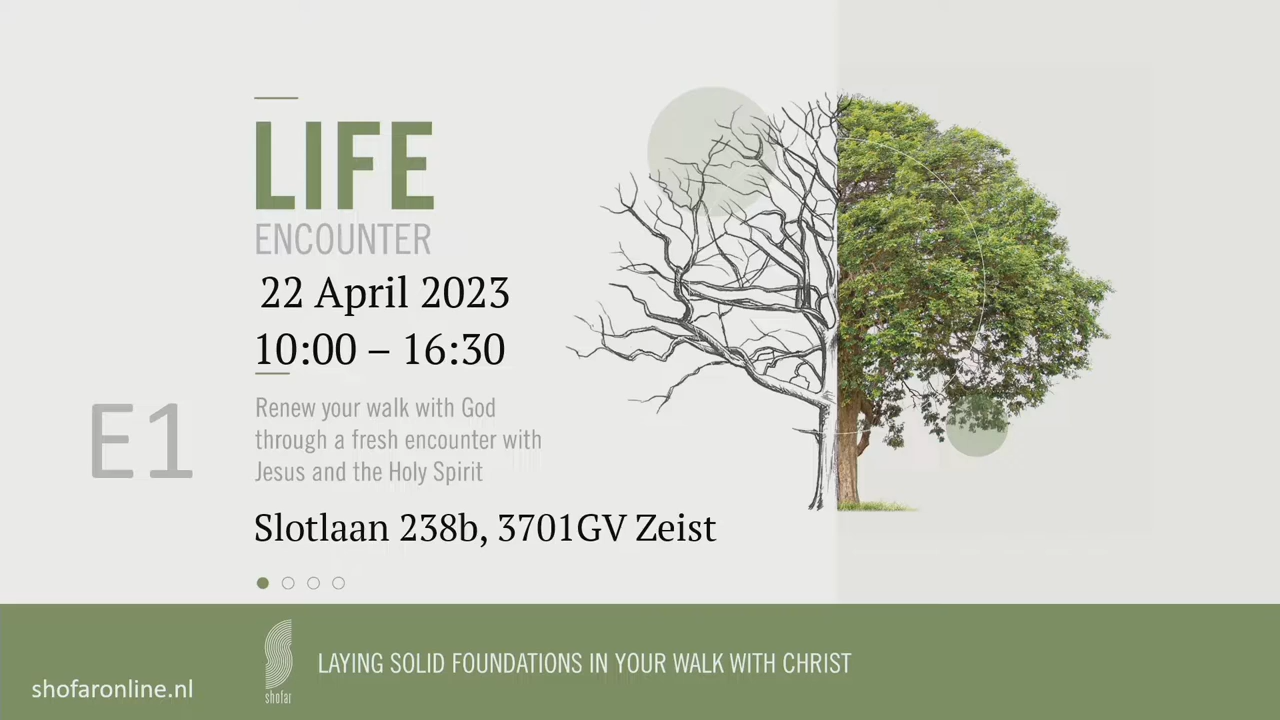 LIFE
ENCOUNTER
22 April 2023
10:00 – 16:30
E1
Renew your walk with God
through a fresh encounter with
Jesus and the Holy Spirit
Slotlaan 238b, 3701GV Zeist
shofaronline.nl
shofar
LAYING SOLID FOUNDATIONS IN YOUR WALK WITH CHRIST